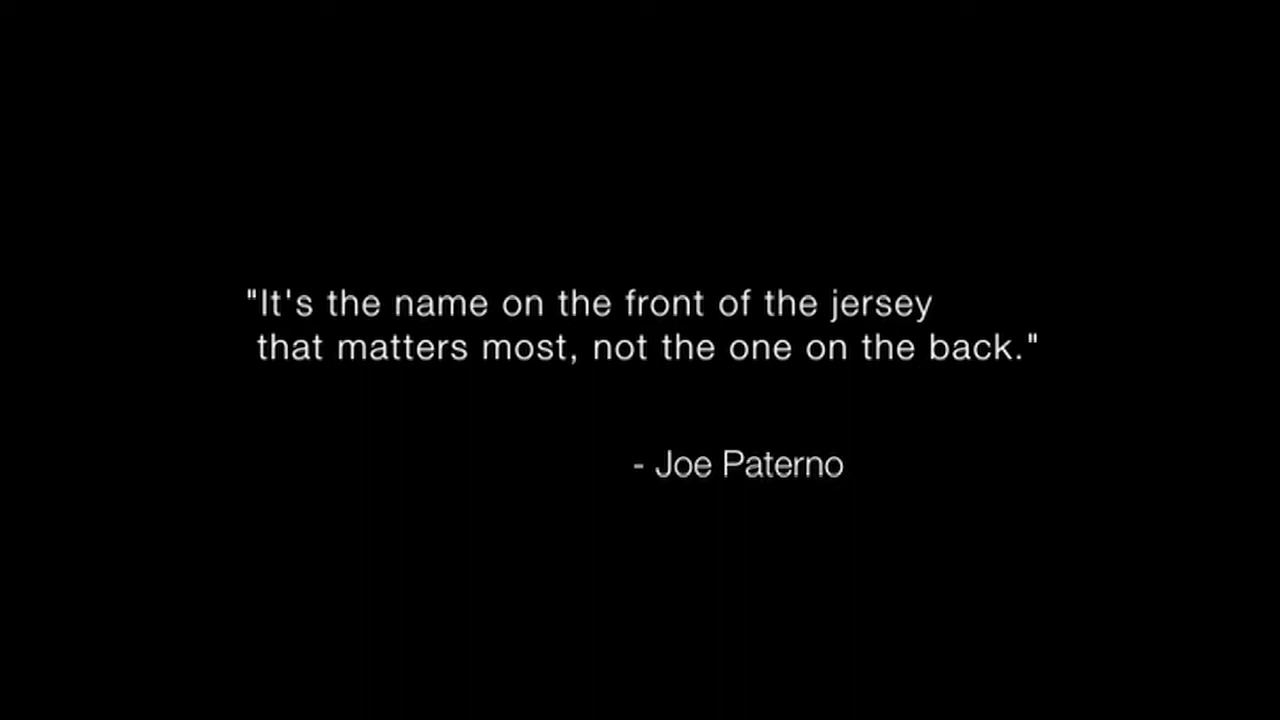 "It's the name on the front of the jersey
that matters most, not the one on the back."
- Joe Paterno